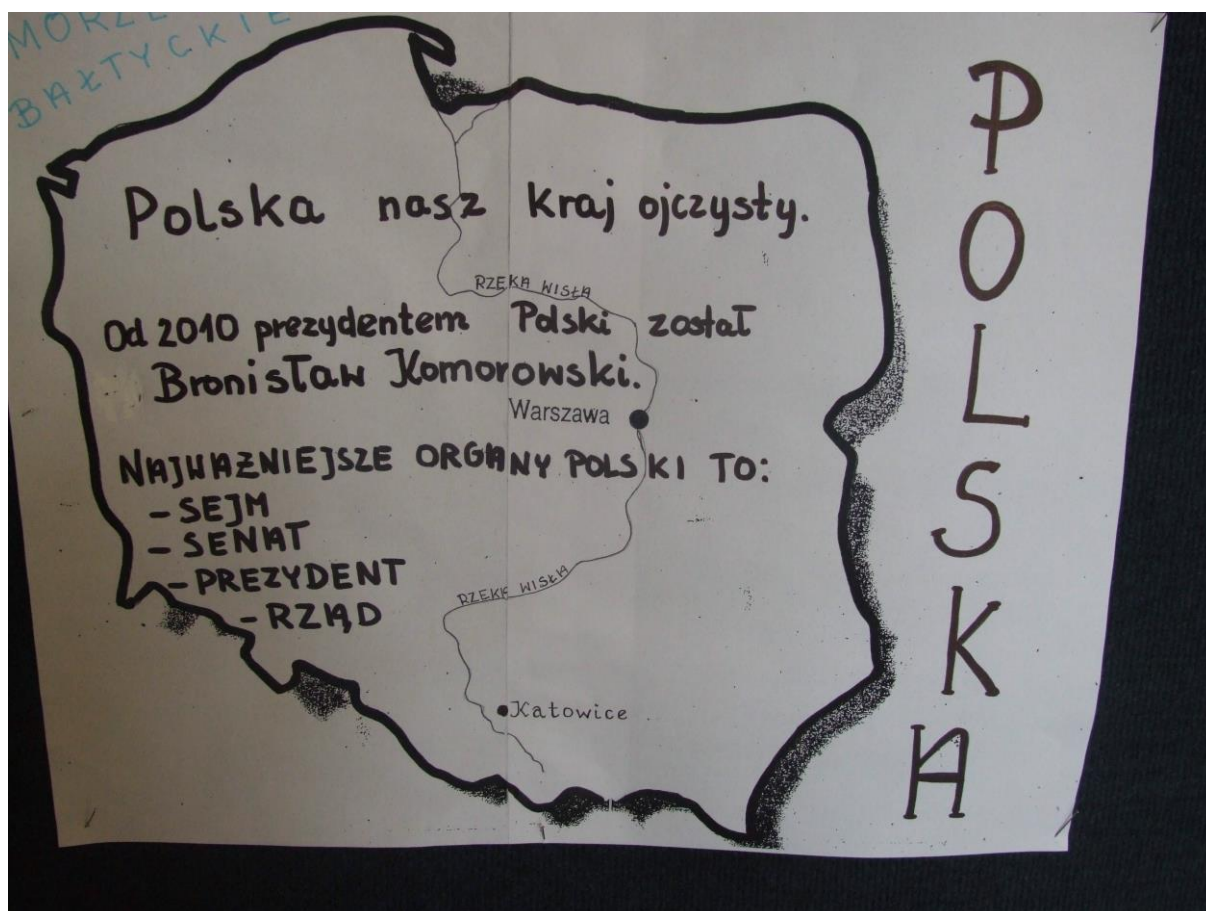 MORZE
BAŁTYCKIE
POLSKA
Polska nasz kraj ojczysty.
RZEKA WISŁA
Od 2010 prezydentem Polski został
Bronisław Komorowski.
Warszawa
NAJWAŻNIEJSZE ORGANY POLSKI TO:
- SEJM
- SENAT
- PREZYDENT
- RZĄD
RZEKA WISŁA
Katowice